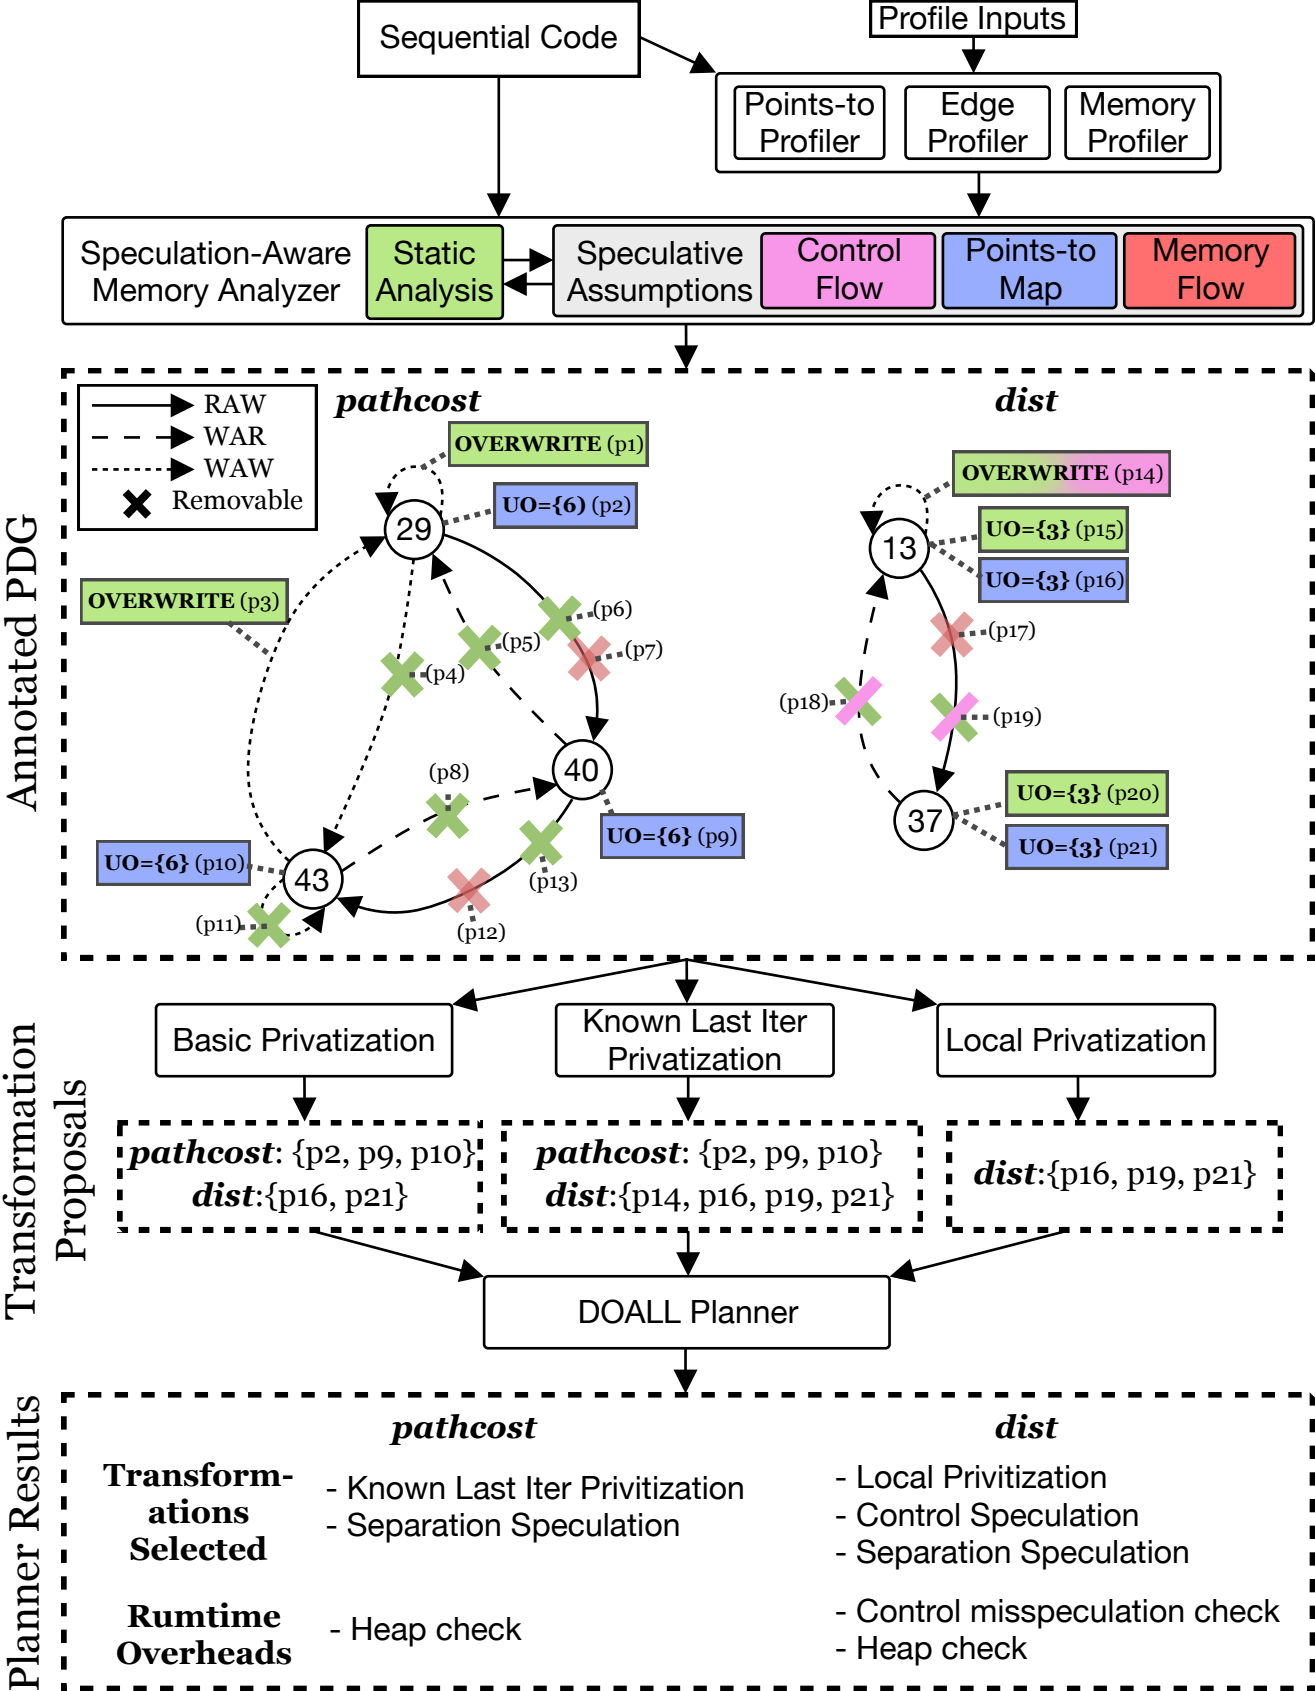 Sequential Code
Profile Inputs
Points-to
Profiler
Edge
Profiler
Memory
Profiler
Speculation-Aware
Memory Analyzer
Static
Analysis
Speculative
Assumptions
Control
Flow
Points-to
Map
Memory
Flow
Annotated PDG
RAW
WAR
WAW
Removable
pathcost
dist
OVERWRITE (p1)
UO={6) (p2)
29
OVERWRITE (p3)
(p4)
(p5)
(p6)
(p7)
40
(p8)
UO={6} (p9)
UO={6} (p10)
43
(p11)
(p12)
(p13)
OVERWRITE (p14)
13
UO={3} (p15)
UO={3} (p16)
(p17)
(p18)
(p19)
37
UO={3} (p20)
UO={3} (p21)
Transformation
Proposals
Basic Privatization
Known Last Iter
Privatization
Local Privatization
pathcost: {p2, p9, p10}
dist:{p16, p21}
pathcost: {p2, p9, p10}
dist:{p14, p16, p19, p21}
dist:{p16, p19, p21}
DOALL Planner
Planner Results
pathcost
dist
Transform-
ations
Selected
- Known Last Iter Privitization
- Separation Speculation
- Local Privitization
- Control Speculation
- Separation Speculation
Rumtime
Overheads
- Heap check
- Control misspeculation check
- Heap check